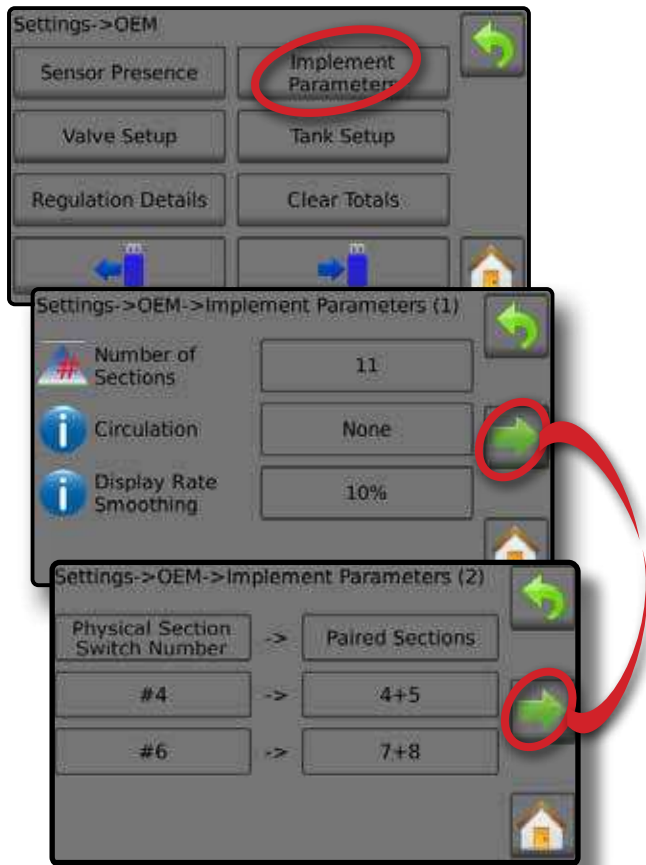 Settings->OEM
Sensor Presence
Implement
Parameters
Valve Setup
Tank Setup
Regulation Details
Clear Totals
Settings->OEM->Implement Parameters (1)
#
Number of
Sections
11
i
Circulation
None
i
Display Rate
Smoothing
10%
Settings->OEM->Implement Parameters (2)
Physical Section
Switch Number
->
Paired Sections
#4
->
4+5
#6
->
7+8